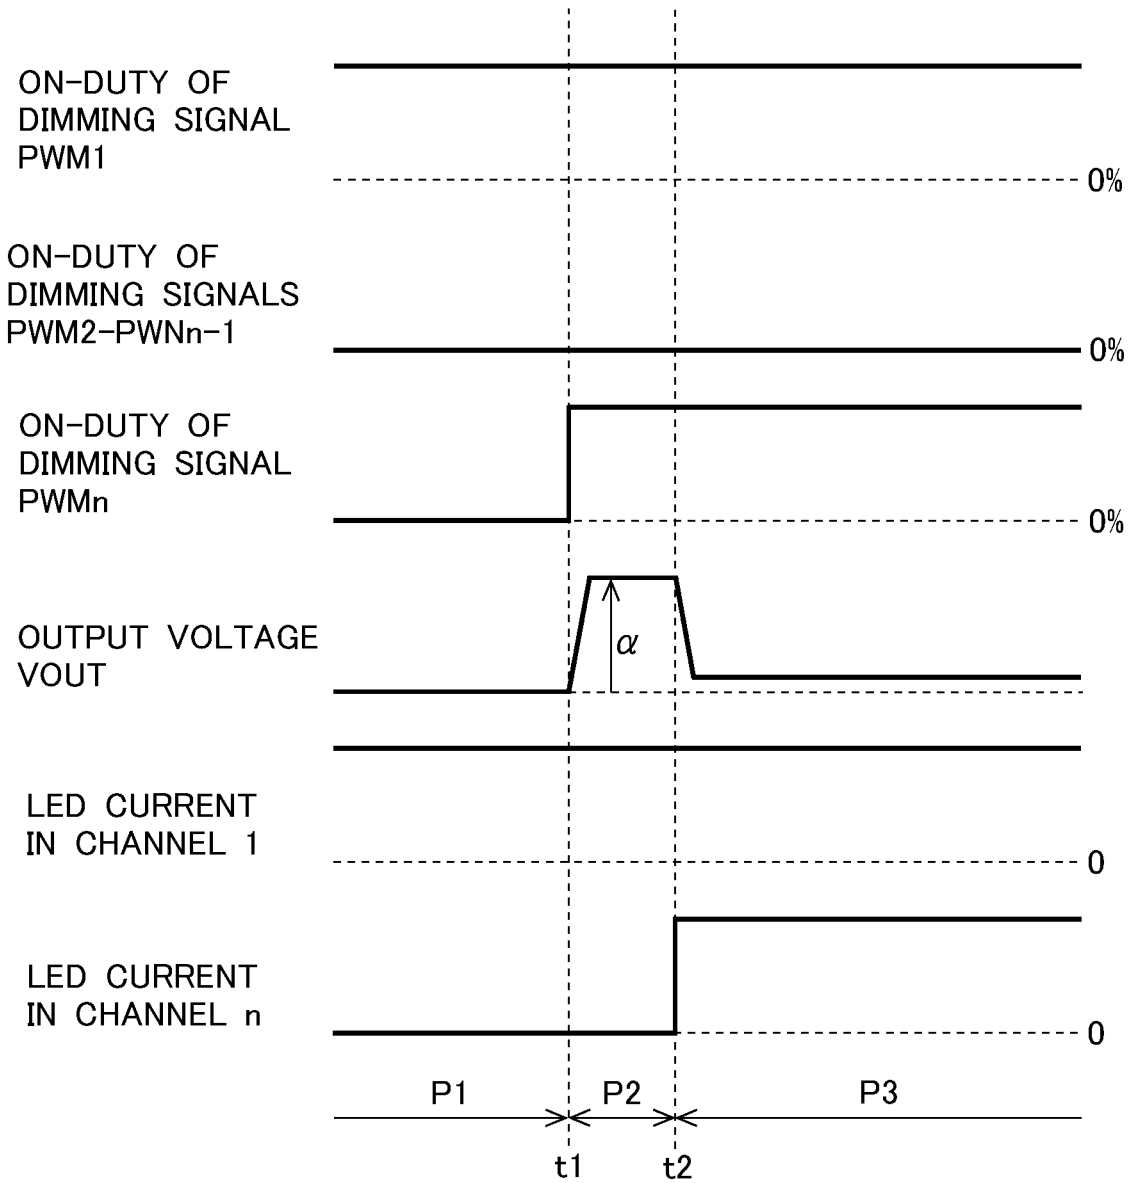 ON-DUTY OF
DIMMING SIGNAL
PWM1
0%
ON-DUTY OF
DIMMING SIGNALS
PWM2-PWNn-1
0%
ON-DUTY OF
DIMMING SIGNAL
PWMn
0%
OUTPUT VOLTAGE
VOUT
α
LED CURRENT
IN CHANNEL 1
0
LED CURRENT
IN CHANNEL n
0
P1 P2 P3
t1 t2